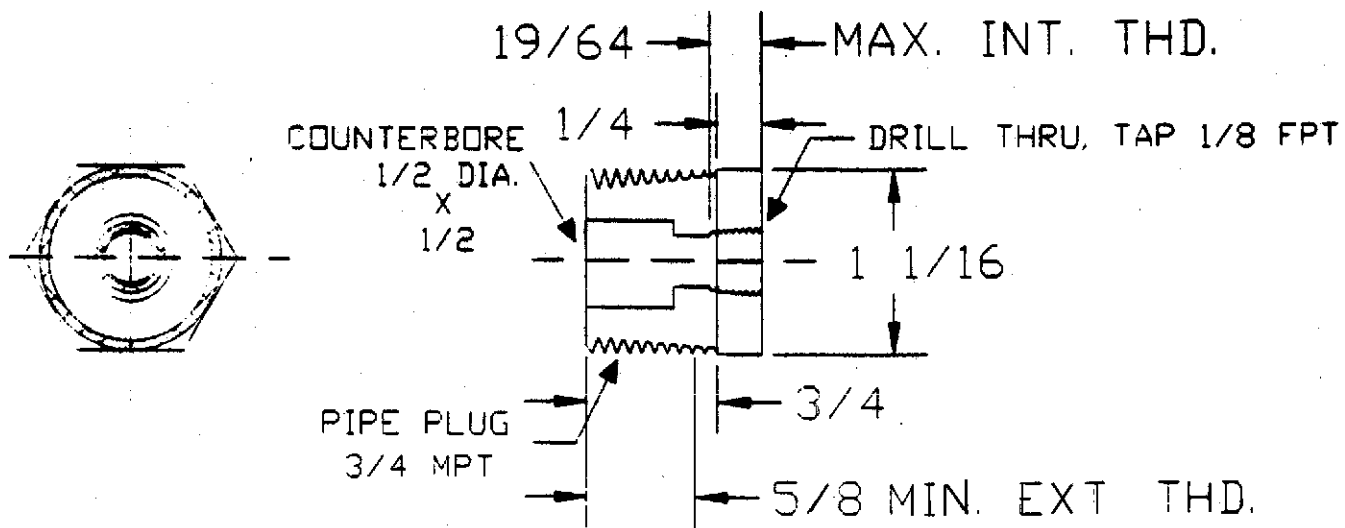 19/64 MAX. INT. THD.
1/4
COUNTERBORE
1/2 DIA.
X
1/2
DRILL THRU, TAP 1/8 FPT
1 1/16
3/4
PIPE PLUG
3/4 MPT
5/8 MIN. EXT THD.